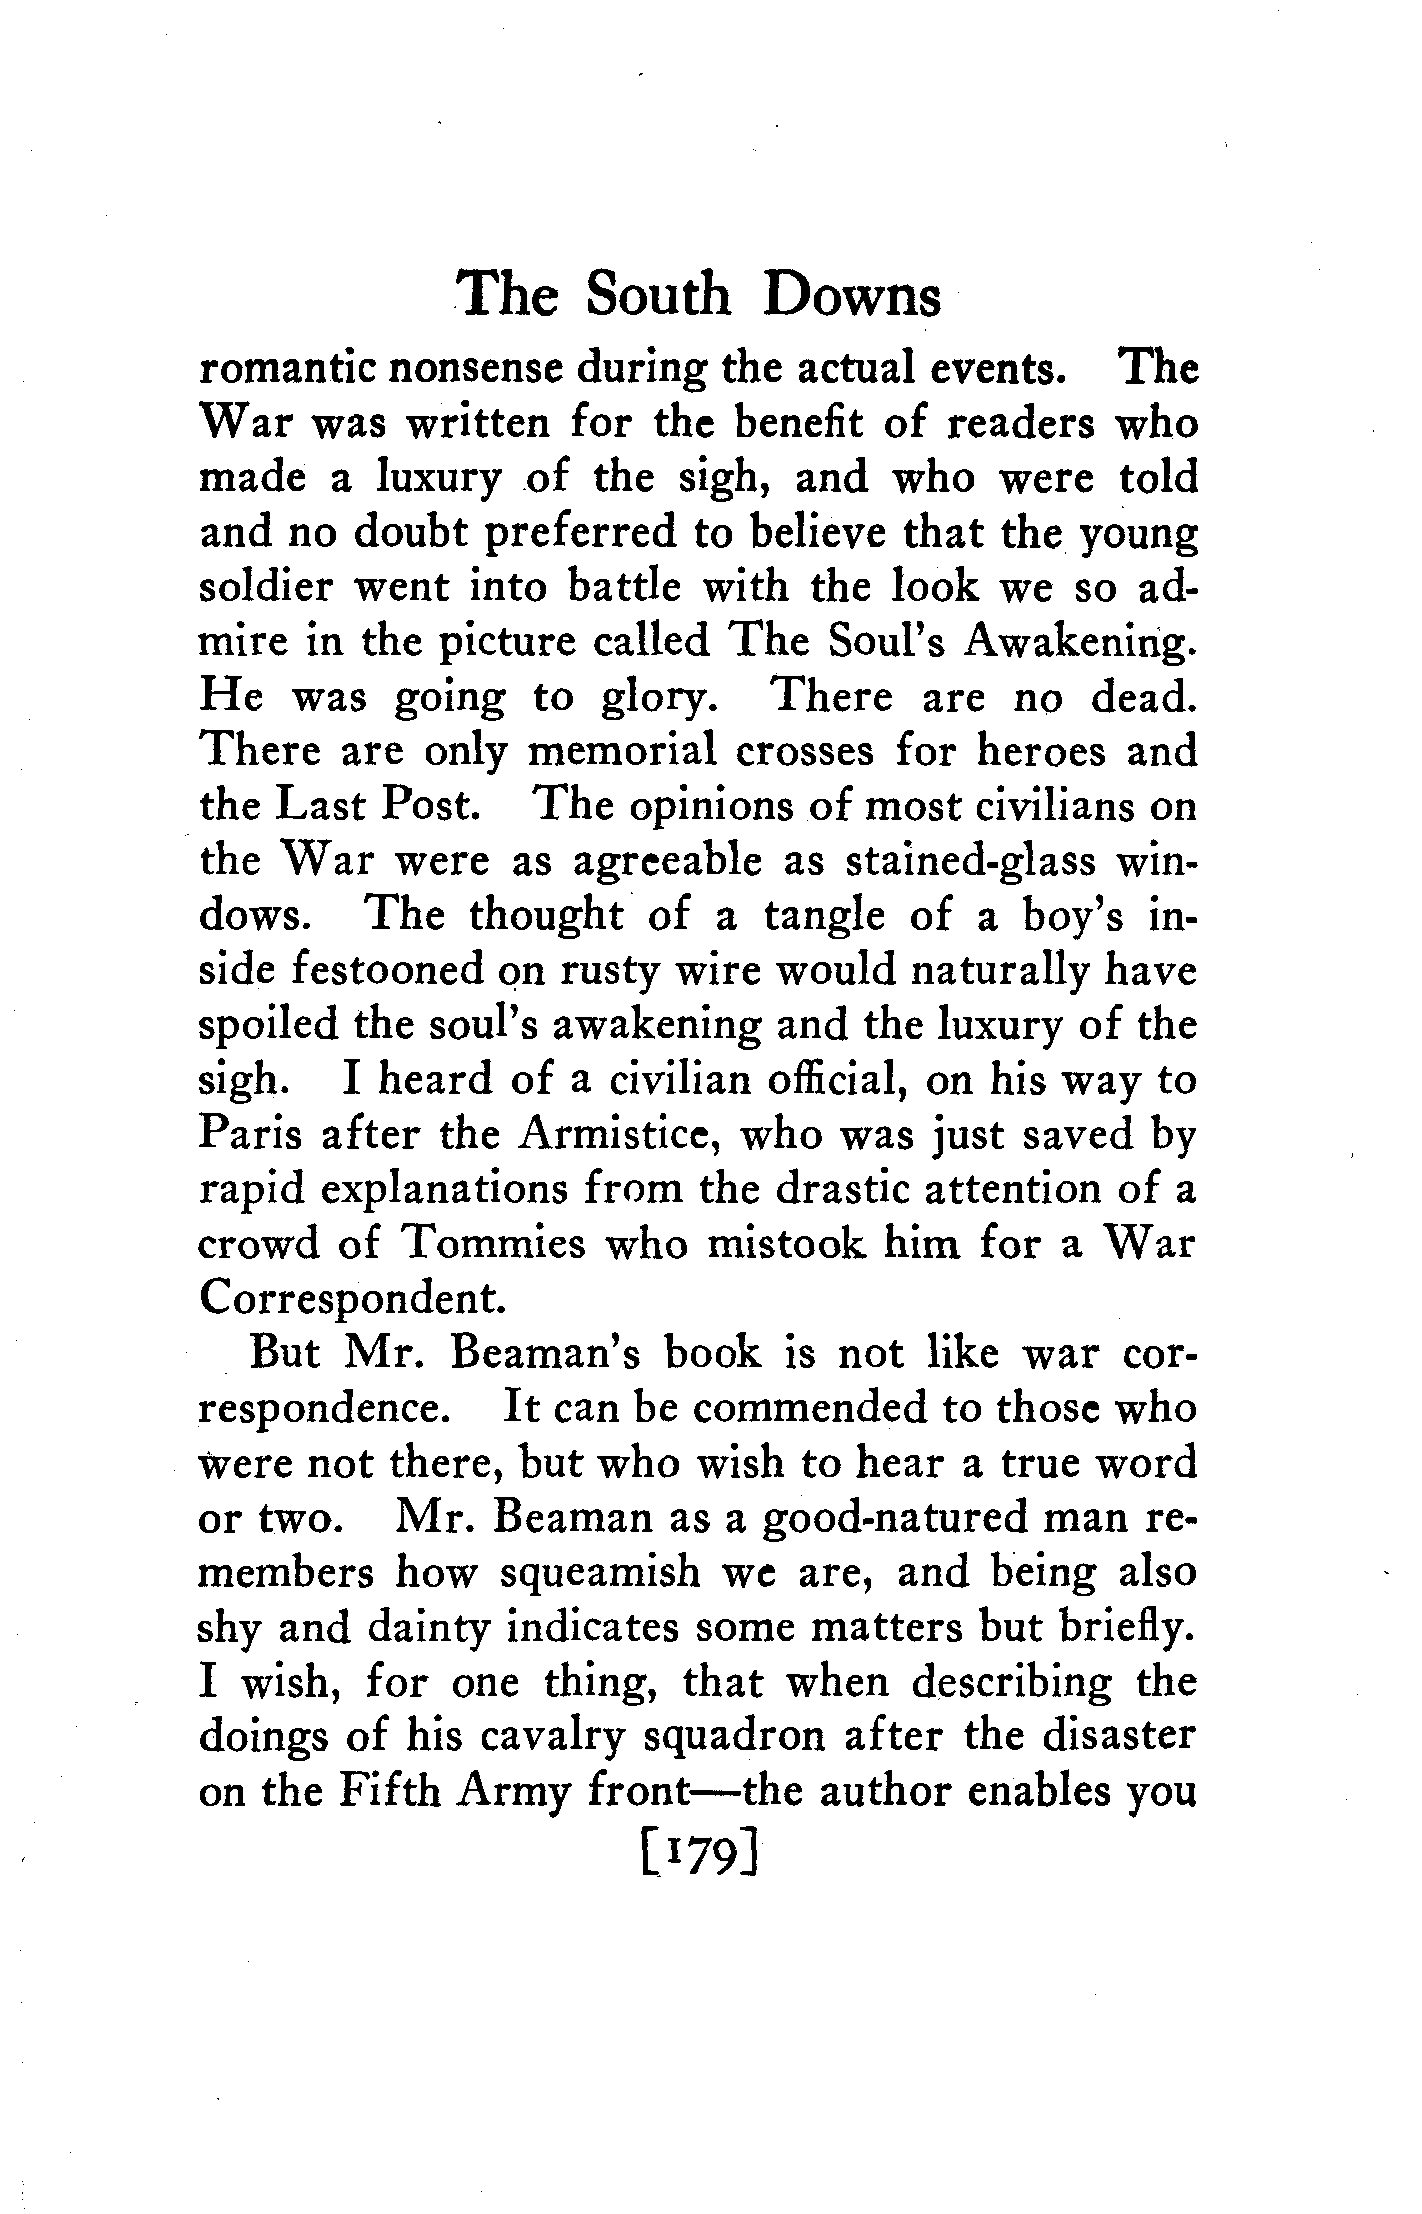 The South Downs
romantic nonsense during the actual events. The
War was written for the benefit of readers who
made a luxury of the sigh, and who were told
and no doubt preferred to believe that the young
soldier went into battle with the look we so ad-
mire in the picture called The Soul's Awakening.
He was going to glory. There are no dead.
There are only memorial crosses for heroes and
the Last Post. The opinions of most civilians on
the War were as agreeable as stained-glass win-
dows. The thought of a tangle of a boy's in-
side festooned on rusty wire would naturally have
spoiled the soul's awakening and the luxury of the
sigh. I heard of a civilian official, on his way to
Paris after the Armistice, who was just saved by
rapid explanations from the drastic attention of a
crowd of Tommies who mistook him for a War
Correspondent.
But Mr. Beaman's book is not like war cor-
respondence. It can be commended to those who
were not there, but who wish to hear a true word
or two. Mr. Beaman as a good-natured man re-
members how squeamish we are, and being also
shy and dainty indicates some matters but briefly.
I wish, for one thing, that when describing the
doings of his cavalry squadron after the disaster
on the Fifth Army front—the author enables you
[179]